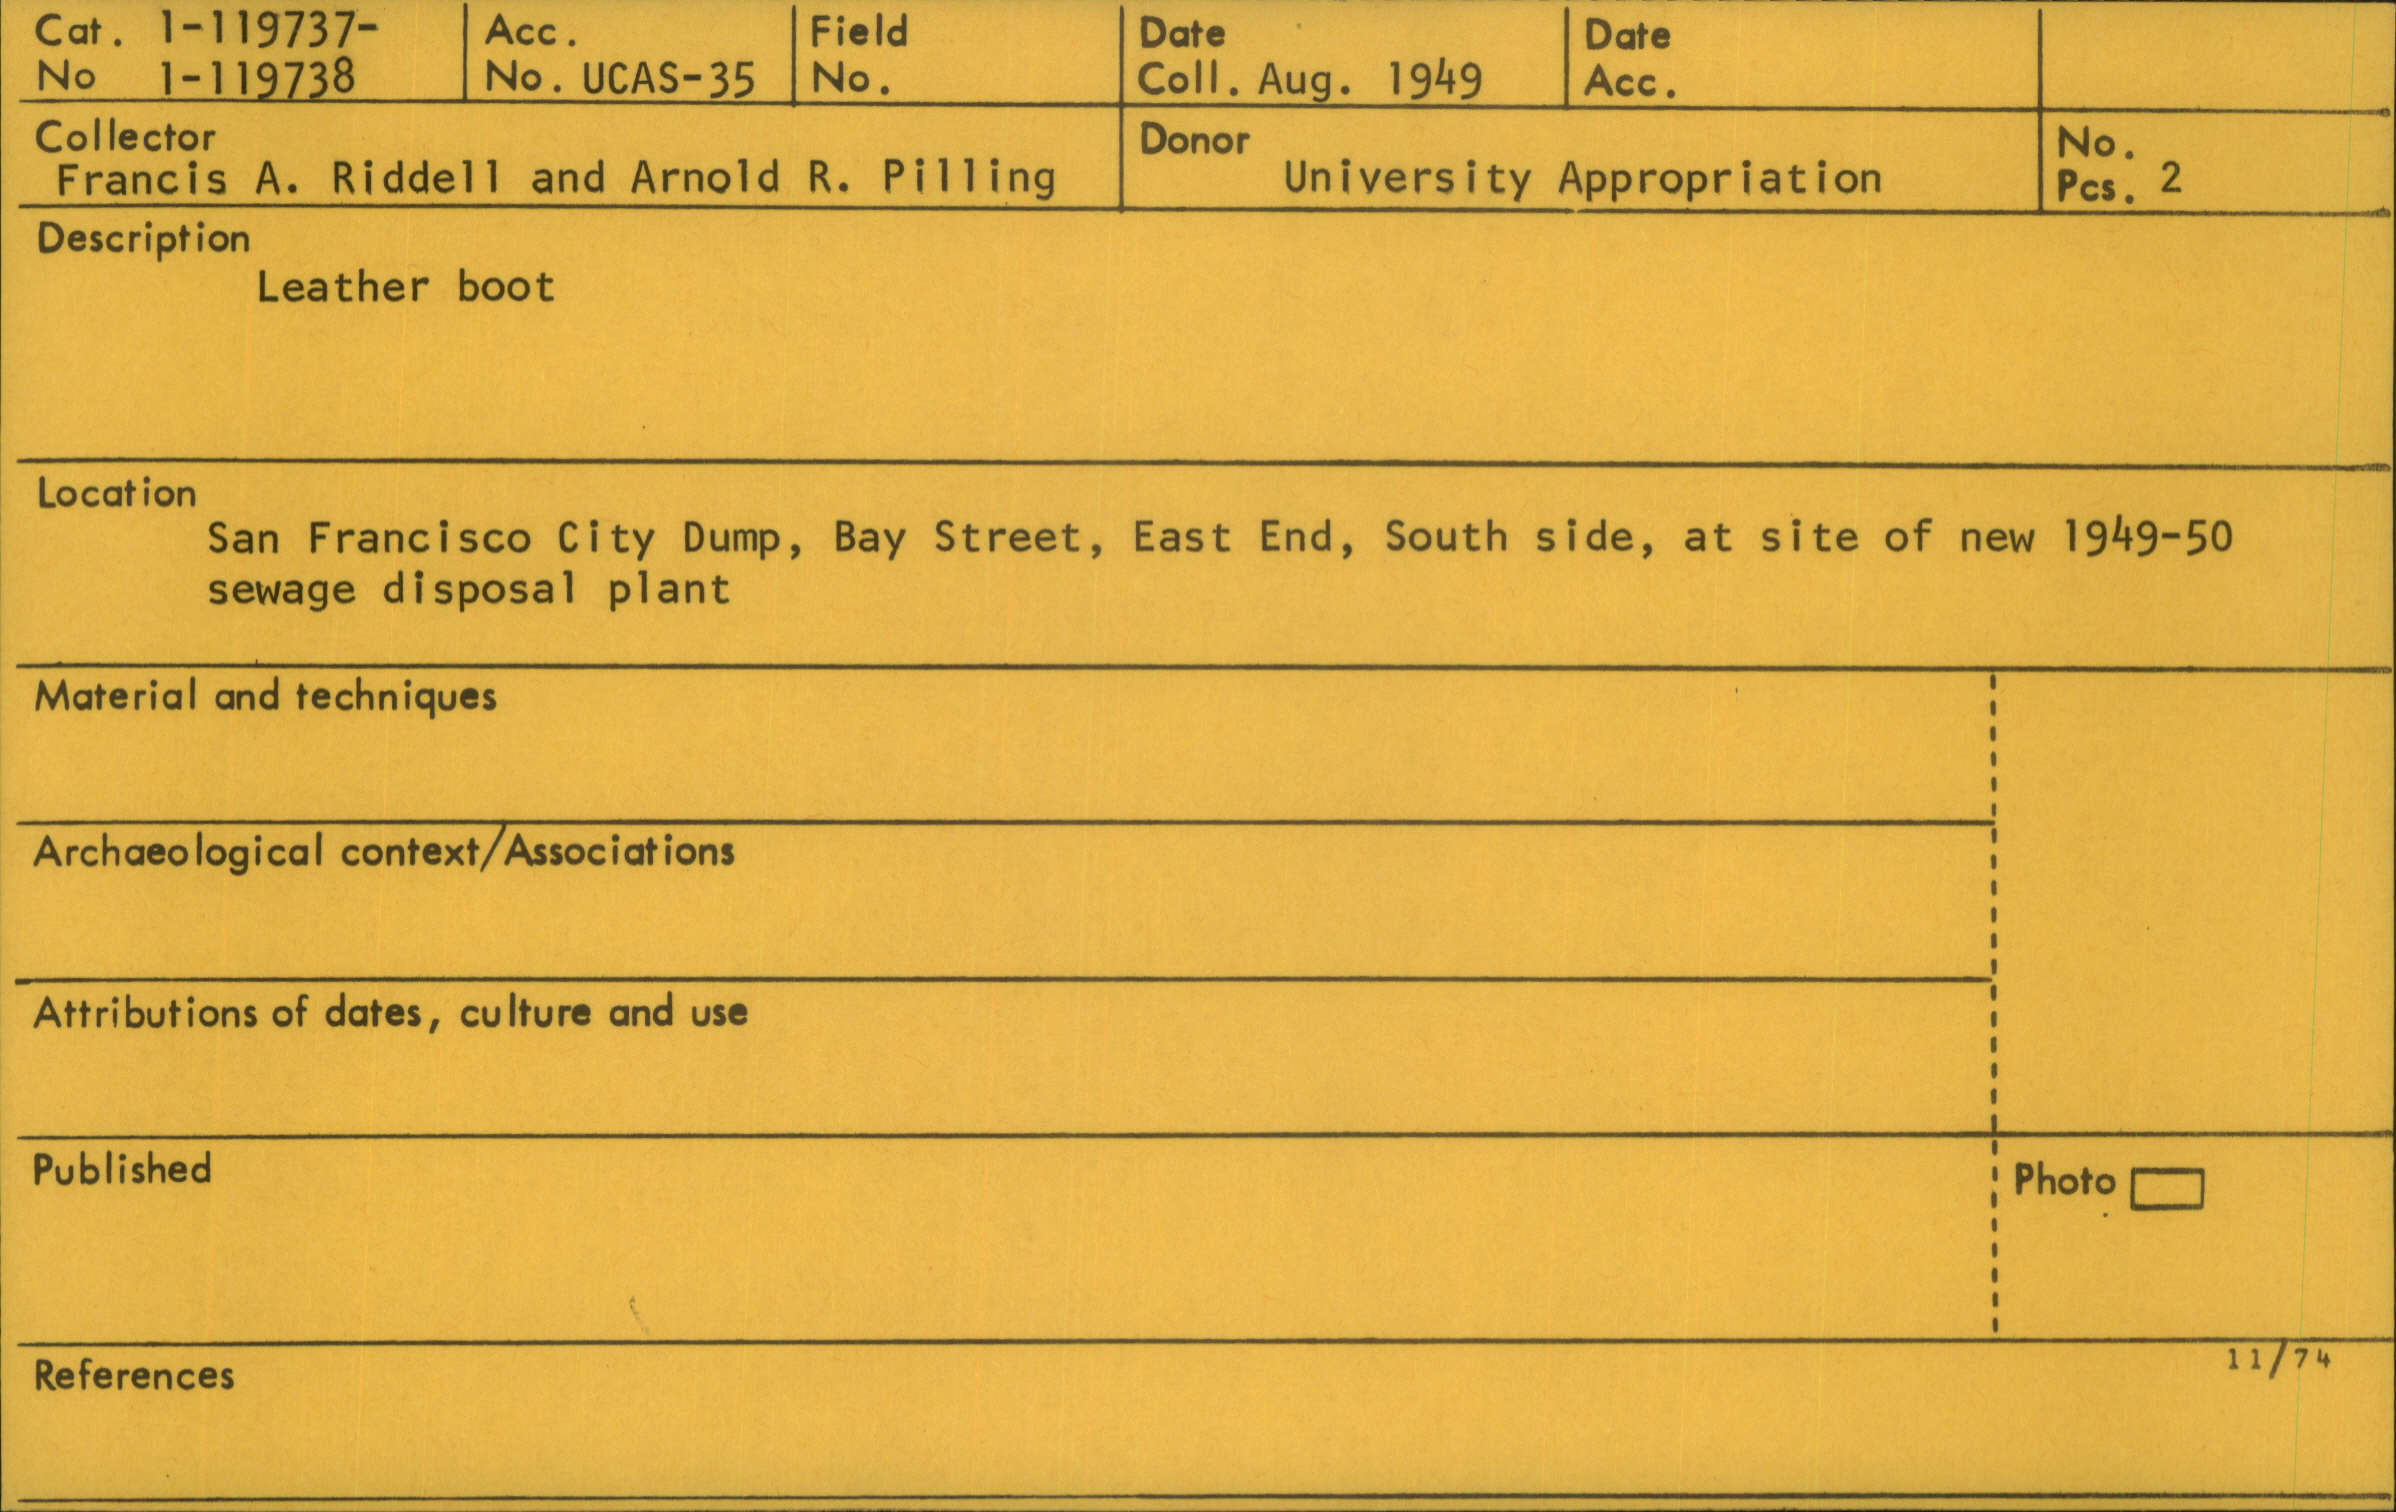 Cat. 1-119737-
No 1-119738
Acc.
No. UCAS-35
Field
No.
Date
Coll. Aug. 1949
Date
Acc.
Collector
Francis A. Riddell and Arnold R. Pilling
Donor
University Appropriation
No.
Pcs. 2
Description
Leather boot
Location
San Francisco City Dump, Bay Street, East End, South side, at site of new 1949-50
sewage disposal plant
Material and techniques
Archaeological context/Associations
Attributions of dates, culture and use
Published
Photo
References
11/74